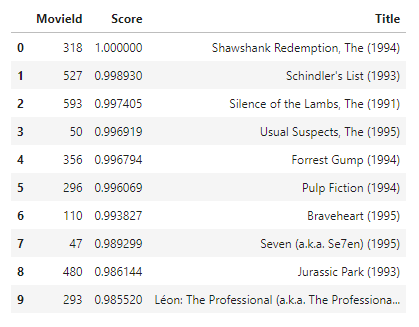 MovieId Score Title
0 318 1.000000 Shawshank Redemption, The (1994)
1 527 0.998930 Schindler's List (1993)
2 593 0.997405 Silence of the Lambs, The (1991)
3 50 0.996919 Usual Suspects, The (1995)
4 356 0.996794 Forrest Gump (1994)
5 296 0.996069 Pulp Fiction (1994)
6 110 0.993827 Braveheart (1995)
7 47 0.989299 Seven (a.k.a. Se7en) (1995)
8 480 0.986144 Jurassic Park (1993)
9 293 0.985520 Léon: The Professional (a.k.a. The Professiona...